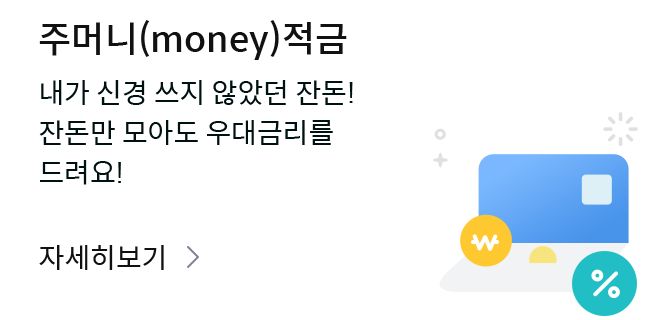 주머니(money)적금
내가 신경 쓰지 않았던 잔돈!
잔돈만 모아도 우대금리를
드려요!
자세히보기